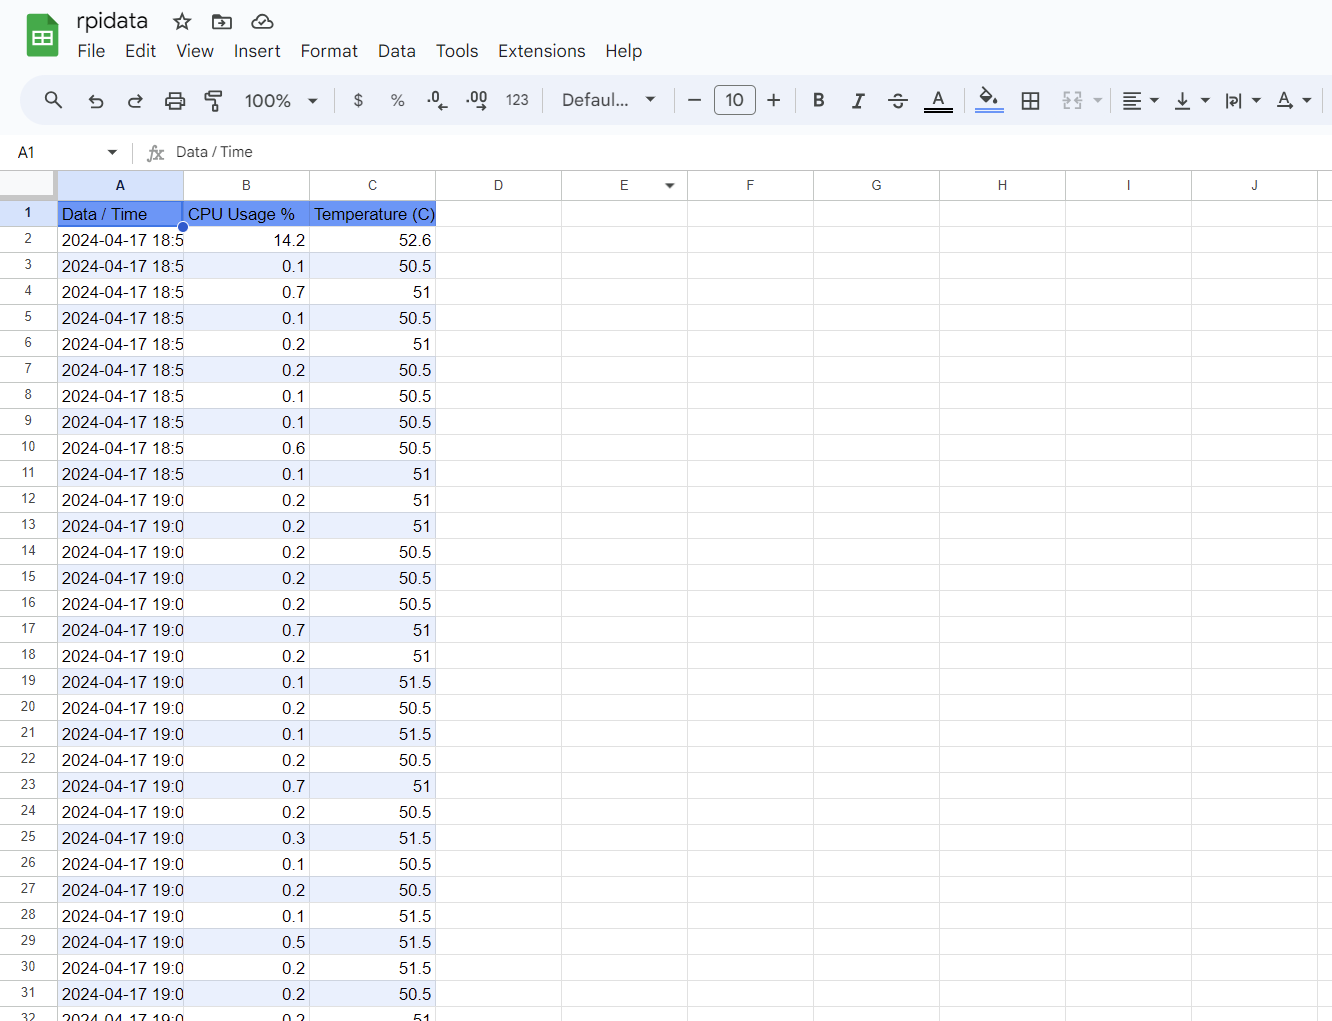 rpidata
File Edit View Insert Format Data Tools Extensions Help
100% $ % .0 .00 123 Defaul... − 10 + B I S A A
A1 fx Data / Time
A B C D E F G H I J
1 Data / Time CPU Usage % Temperature (C)
2 2024-04-17 18:5 14.2 52.6
3 2024-04-17 18:5 0.1 50.5
4 2024-04-17 18:5 0.7 51
5 2024-04-17 18:5 0.1 50.5
6 2024-04-17 18:5 0.2 51
7 2024-04-17 18:5 0.2 50.5
8 2024-04-17 18:5 0.1 50.5
9 2024-04-17 18:5 0.1 50.5
10 2024-04-17 18:5 0.6 50.5
11 2024-04-17 18:5 0.1 51
12 2024-04-17 19:0 0.2 51
13 2024-04-17 19:0 0.2 51
14 2024-04-17 19:0 0.2 50.5
15 2024-04-17 19:0 0.2 50.5
16 2024-04-17 19:0 0.2 50.5
17 2024-04-17 19:0 0.7 51
18 2024-04-17 19:0 0.2 51
19 2024-04-17 19:0 0.1 51.5
20 2024-04-17 19:0 0.2 50.5
21 2024-04-17 19:0 0.1 51.5
22 2024-04-17 19:0 0.2 50.5
23 2024-04-17 19:0 0.7 51
24 2024-04-17 19:0 0.2 50.5
25 2024-04-17 19:0 0.3 51.5
26 2024-04-17 19:0 0.1 50.5
27 2024-04-17 19:0 0.2 50.5
28 2024-04-17 19:0 0.1 51.5
29 2024-04-17 19:0 0.5 51.5
30 2024-04-17 19:0 0.2 51.5
31 2024-04-17 19:0 0.2 50.5
32 2024-04-17 19:0 0.2 51